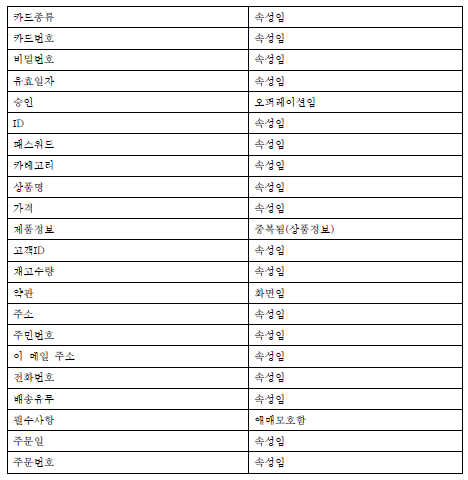 카드종류 속성임
카드번호 속성임
비밀번호 속성임
유효일자 속성임
승인 오퍼레이션임
ID 속성임
패스워드 속성임
카테고리 속성임
상품명 속성임
가격 속성임
제품정보 중복됨(상품정보)
고객ID 속성임
재고수량 속성임
약관 화면임
주소 속성임
주민번호 속성임
이 메일 주소 속성임
전화번호 속성임
배송유무 속성임
필수사항 애매모호함
주문일 속성임
주문번호 속성임